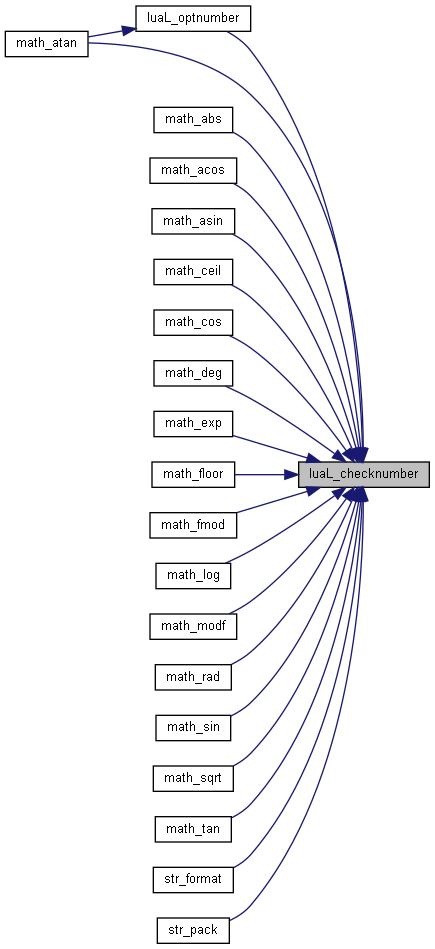 luaL_optnumber
math_atan
math_abs
math_acos
math_asin
math_ceil
math_cos
math_deg
math_exp
luaL_checknumber
math_floor
math_fmod
math_log
math_modf
math_rad
math_sin
math_sqrt
math_tan
str_format
str_pack